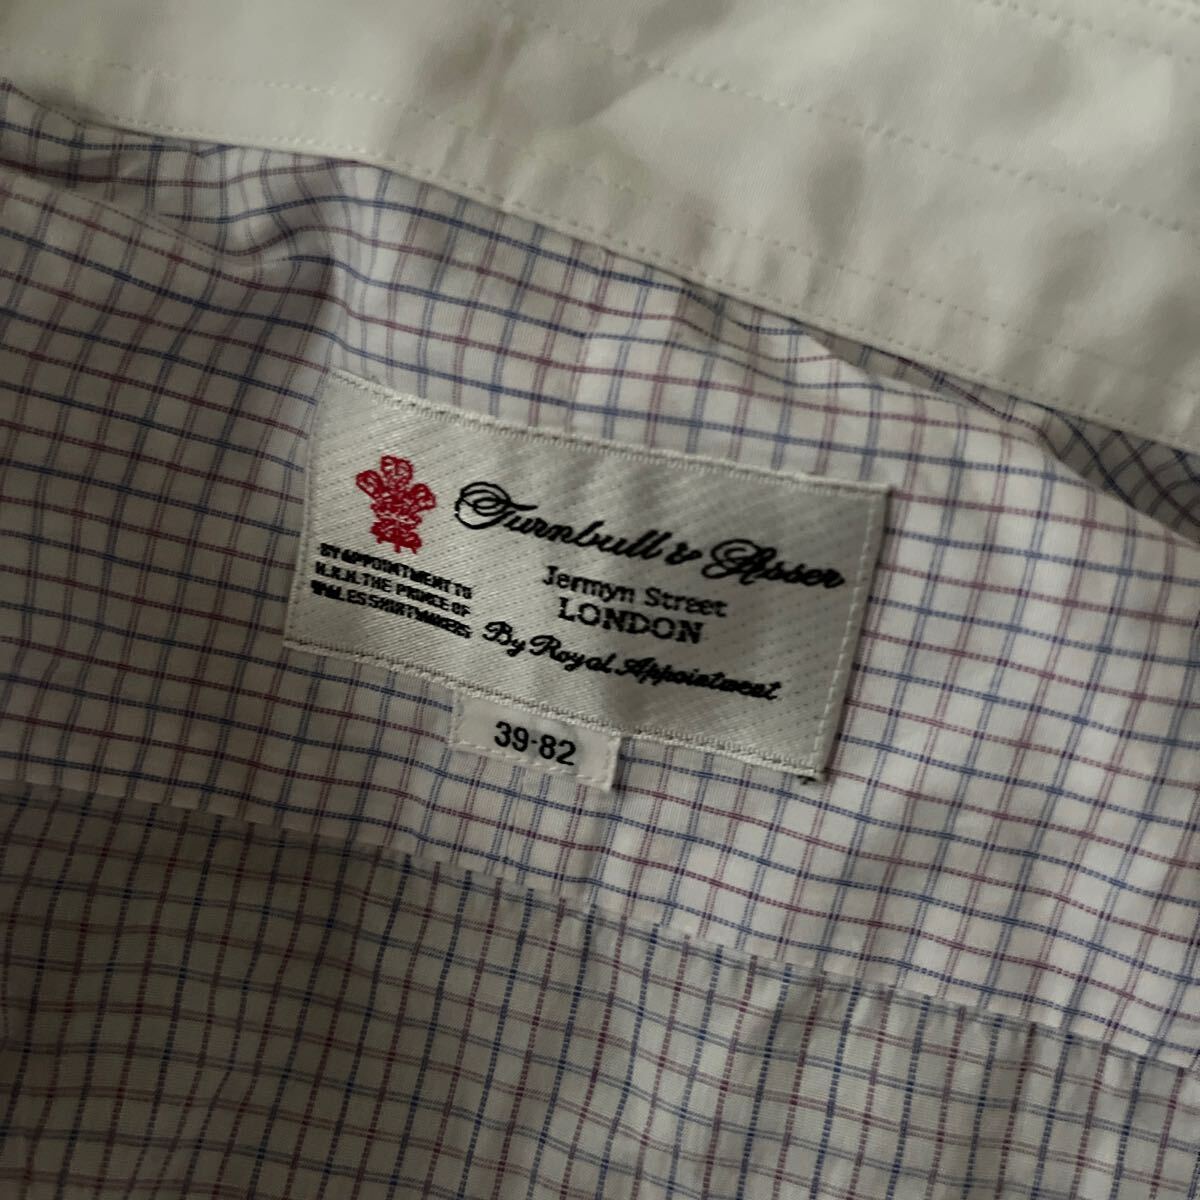 Turnbull & Asser
Jermyn Street
LONDON
By Royal Appointment
BY APPOINTMENT TO
H.R.H. THE PRINCE OF
WALES SHIRTMAKERS
39-82